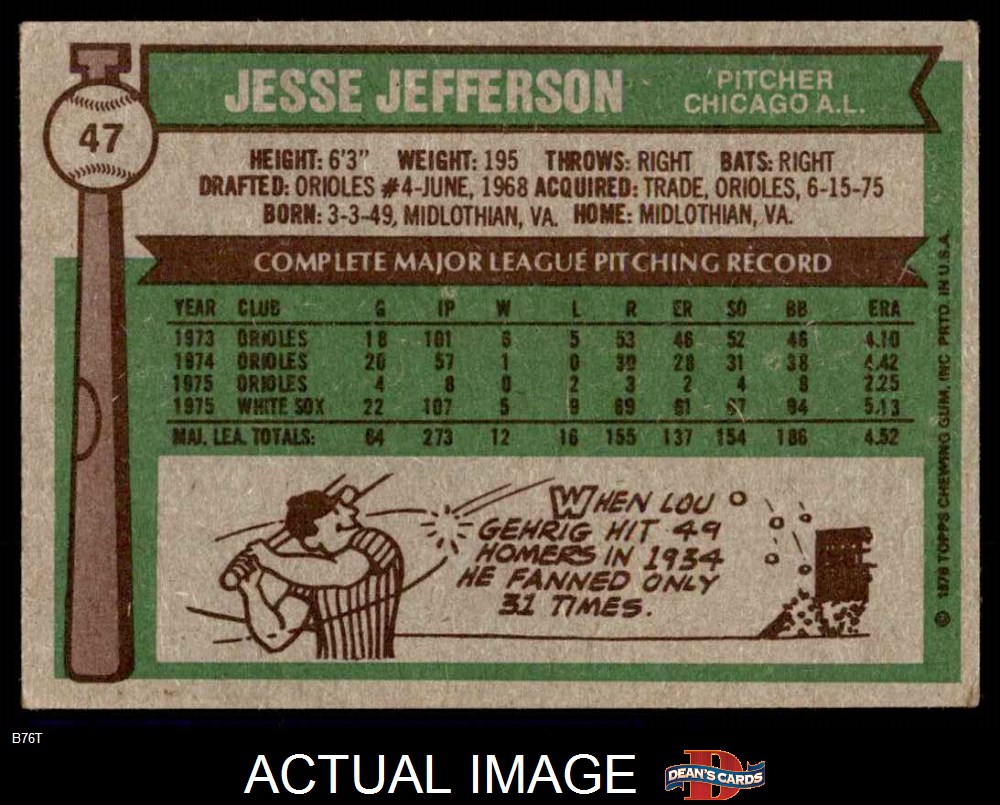 JESSE JEFFERSON
PITCHER
CHICAGO A.L.
47
HEIGHT: 6'3" WEIGHT: 195 THROWS: RIGHT BATS: RIGHT
DRAFTED: ORIOLES #4-JUNE, 1968 ACQUIRED: TRADE, ORIOLES, 6-15-75
BORN: 3-3-49, MIDLOTHIAN, VA. HOME: MIDLOTHIAN, VA.
COMPLETE MAJOR LEAGUE PITCHING RECORD
YEAR CLUB G IP W L R ER SO BB ERA
1973 ORIOLES 18 101 6 5 53 46 52 46 4.10
1974 ORIOLES 20 57 1 0 30 28 31 38 4.42
1975 ORIOLES 4 8 0 2 3 2 4 8 2.25
1975 WHITE SOX 22 107 5 9 69 61 67 94 5.13
MAJ. LEA. TOTALS: 64 273 12 16 155 137 154 186 4.52
WHEN LOU
GEHRIG HIT 49
HOMERS IN 1934
HE FANNED ONLY
31 TIMES.
© 1976 TOPPS CHEWING GUM, INC. PRTD. IN U.S.A.
B76T
ACTUAL IMAGE
D
DEAN'S CARDS